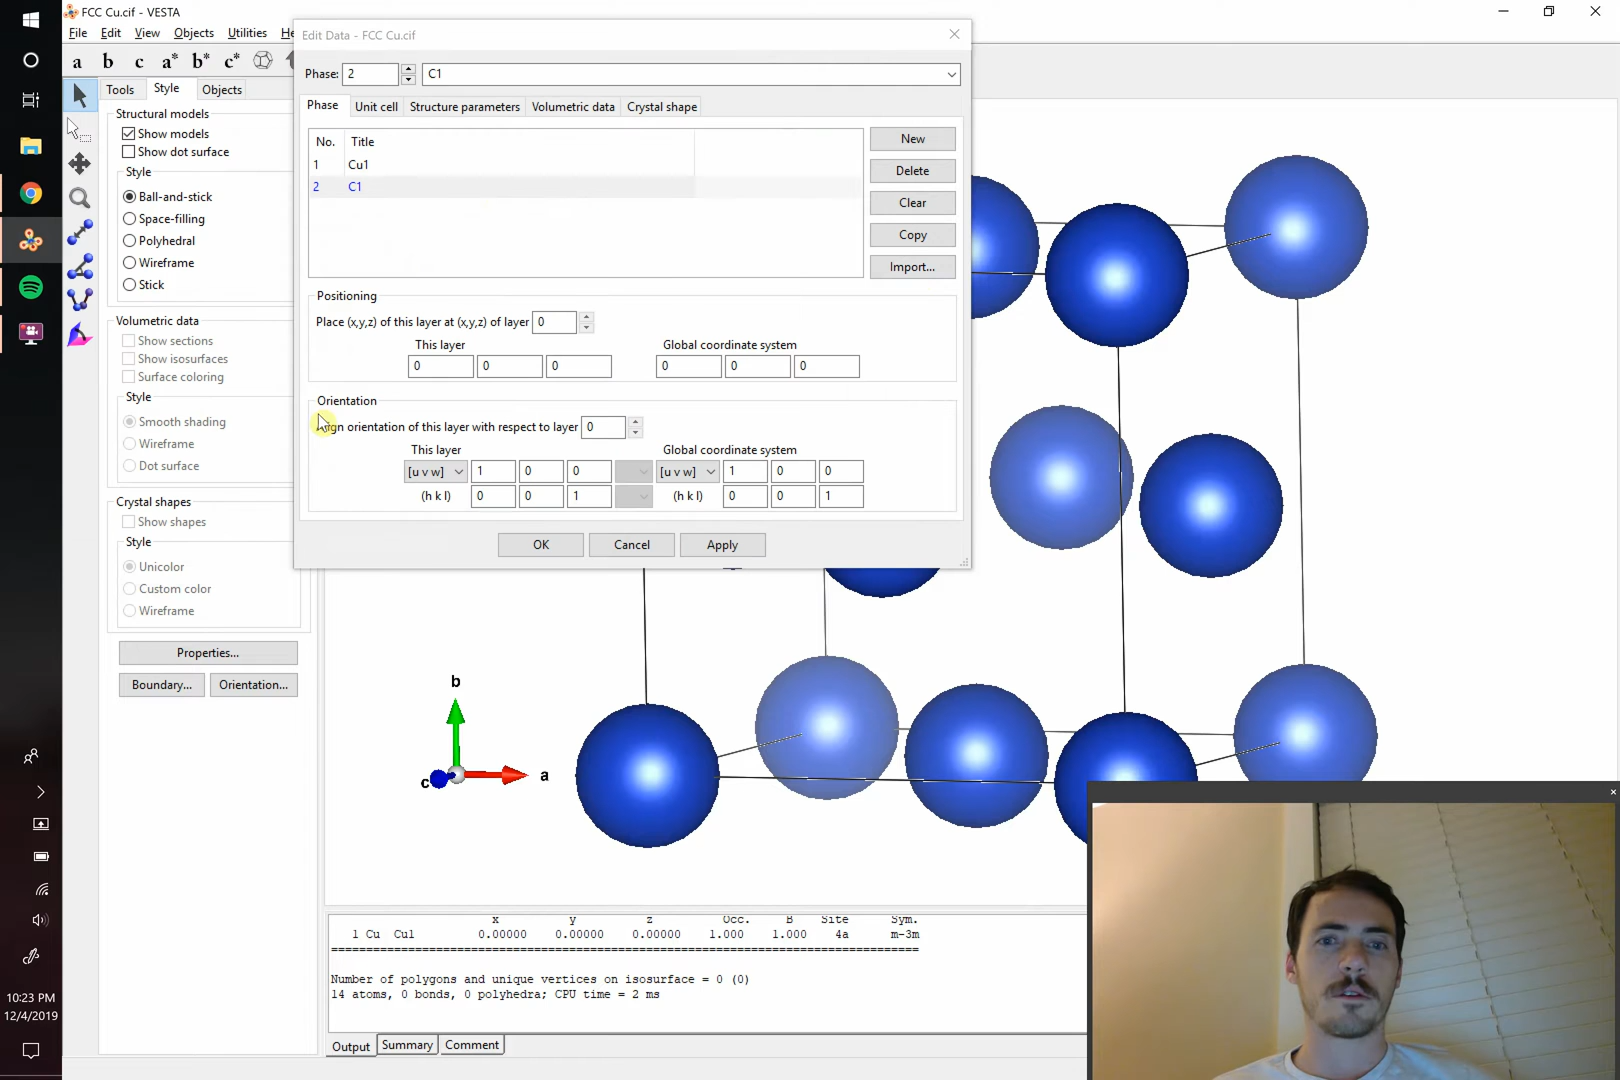 FCC Cu.cif - VESTA
File Edit View Objects Utilities He
a b c a* b* c*
Tools Style Objects
Structural models
Show models
Show dot surface
Style
Ball-and-stick
Space-filling
Polyhedral
Wireframe
Stick
Volumetric data
Show sections
Show isosurfaces
Surface coloring
Style
Smooth shading
Wireframe
Dot surface
Crystal shapes
Show shapes
Style
Unicolor
Custom color
Wireframe
Properties...
Boundary... Orientation...
Edit Data - FCC Cu.cif
Phase: 2 C1
Phase Unit cell Structure parameters Volumetric data Crystal shape
No. Title
1 Cu1
2 C1
New
Delete
Clear
Copy
Import...
Positioning
Place (x,y,z) of this layer at (x,y,z) of layer 0
This layer Global coordinate system
0 0 0 0 0 0
Orientation
ign orientation of this layer with respect to layer 0
This layer Global coordinate system
[u v w] 1 0 0 [u v w] 1 0 0
(h k l) 0 0 1 (h k l) 0 0 1
OK Cancel Apply
b
c a
x y z Occ. B Site Sym.
1 Cu Cu1 0.00000 0.00000 0.00000 1.000 1.000 4a m-3m
Number of polygons and unique vertices on isosurface = 0 (0)
14 atoms, 0 bonds, 0 polyhedra; CPU time = 2 ms
Output Summary Comment
10:23 PM
12/4/2019